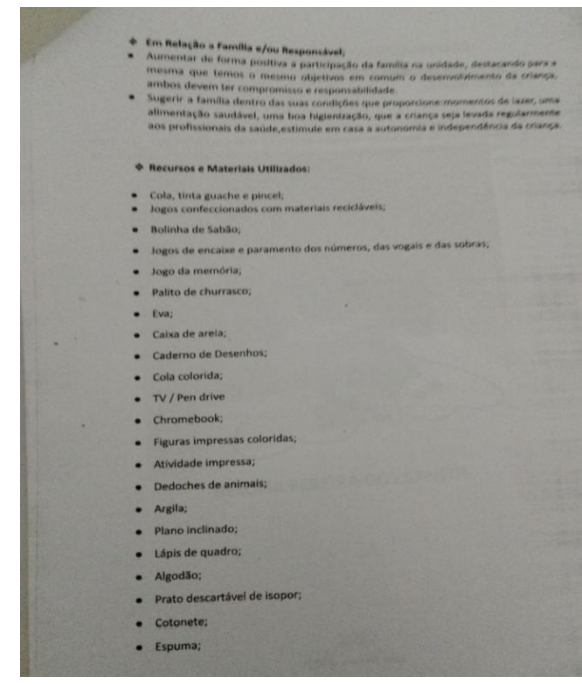 ❖ Em Relação a Família e/ou Responsável;
• Aumentar de forma positiva a participação da família na unidade, destacando para a
mesma que temos o mesmo objetivos em comum o desenvolvimento da criança,
ambos devem ter compromisso e responsabilidade.
• Sugerir a família dentro das suas condições que proporcione:momentos de lazer, uma
alimentação saudável, uma boa higienização, que a criança seja levada regularmente
aos profissionais da saúde,estimule em casa a autonomia e independência da criança.
❖ Recursos e Materiais Utilizados:
• Cola, tinta guache e pincel;
• Jogos confeccionados com materiais recicláveis;
• Bolinha de Sabão;
• Jogos de encaixe e paramento dos números, das vogais e das sobras;
• Jogo da memória;
• Palito de churrasco;
• Eva;
• Caixa de areia;
• Caderno de Desenhos;
• Cola colorida;
• TV / Pen drive
• Chromebook;
• Figuras impressas coloridas;
• Atividade impressa;
• Dedoches de animais;
• Argila;
• Plano inclinado;
• Lápis de quadro;
• Algodão;
• Prato descartável de isopor;
• Cotonete;
• Espuma;